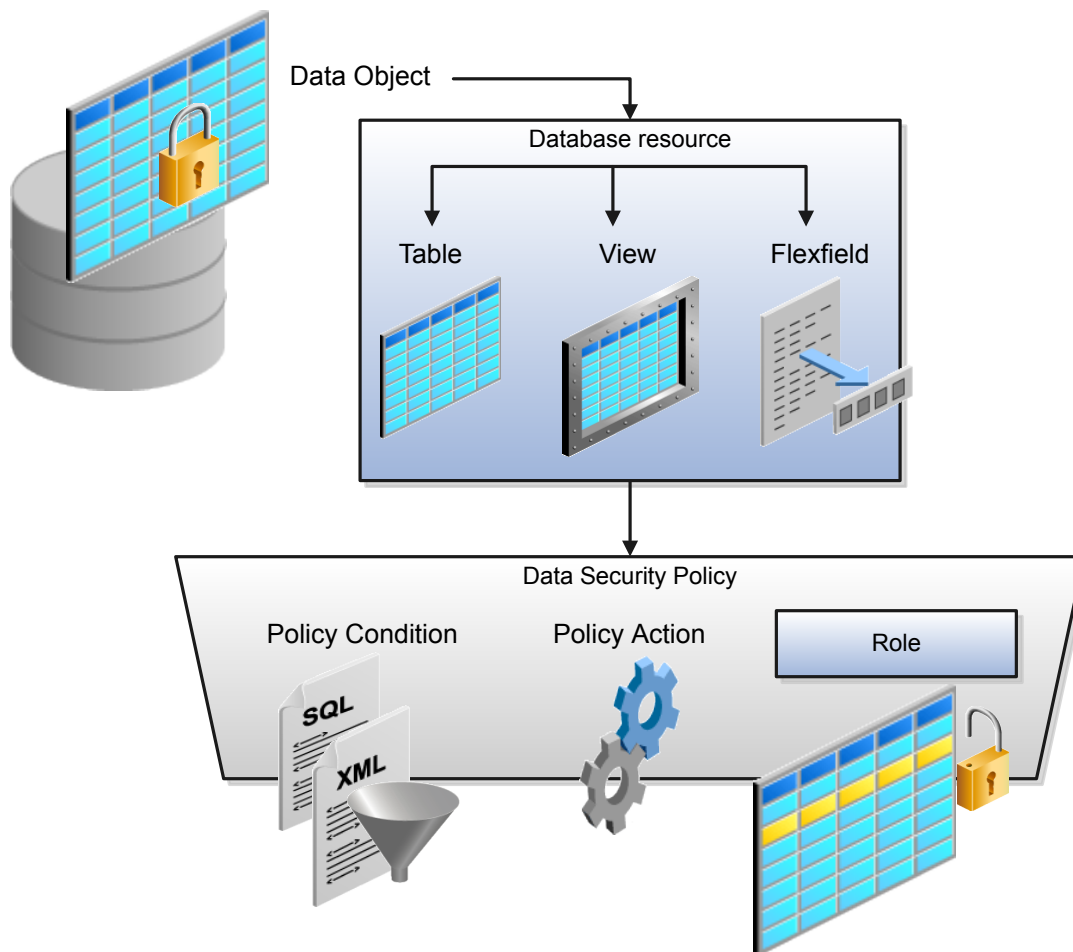 Data Object
Database resource
Table
View
Flexfield
Data Security Policy
Policy Condition
Policy Action
Role
SQL
XML